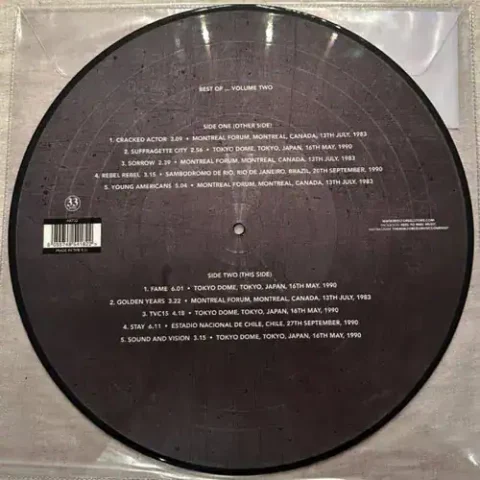 BEST OF ... VOLUME TWO
SIDE ONE (OTHER SIDE)
1. CRACKED ACTOR 3.09 • MONTREAL FORUM, MONTREAL, CANADA, 13TH JULY, 1983
2. SUFFRAGETTE CITY 2.56 • TOKYO DOME, TOKYO, JAPAN, 16TH MAY, 1990
3. SORROW 2.39 • MONTREAL FORUM, MONTREAL, CANADA, 13TH JULY, 1983
4. REBEL REBEL 3.15 • SAMBODROMO DE RIO, RIO DE JANEIRO, BRAZIL, 20TH SEPTEMBER, 1990
5. YOUNG AMERICANS 5.04 • MONTREAL FORUM, MONTREAL, CANADA, 13TH JULY, 1983
33
MADE IN THE E.U.
SIDE TWO (THIS SIDE)
1. FAME 6.01 • TOKYO DOME, TOKYO, JAPAN, 16TH MAY, 1990
2. GOLDEN YEARS 3.22 • MONTREAL FORUM, MONTREAL, CANADA, 13TH JULY, 1983
3. TVC15 4.18 • TOKYO DOME, TOKYO, JAPAN, 16TH MAY, 1990
4. STAY 6.11 • ESTADIO NACIONAL DE CHILE, CHILE, 27TH SEPTEMBER, 1990
5. SOUND AND VISION 3.15 • TOKYO DOME, TOKYO, JAPAN, 16TH MAY, 1990